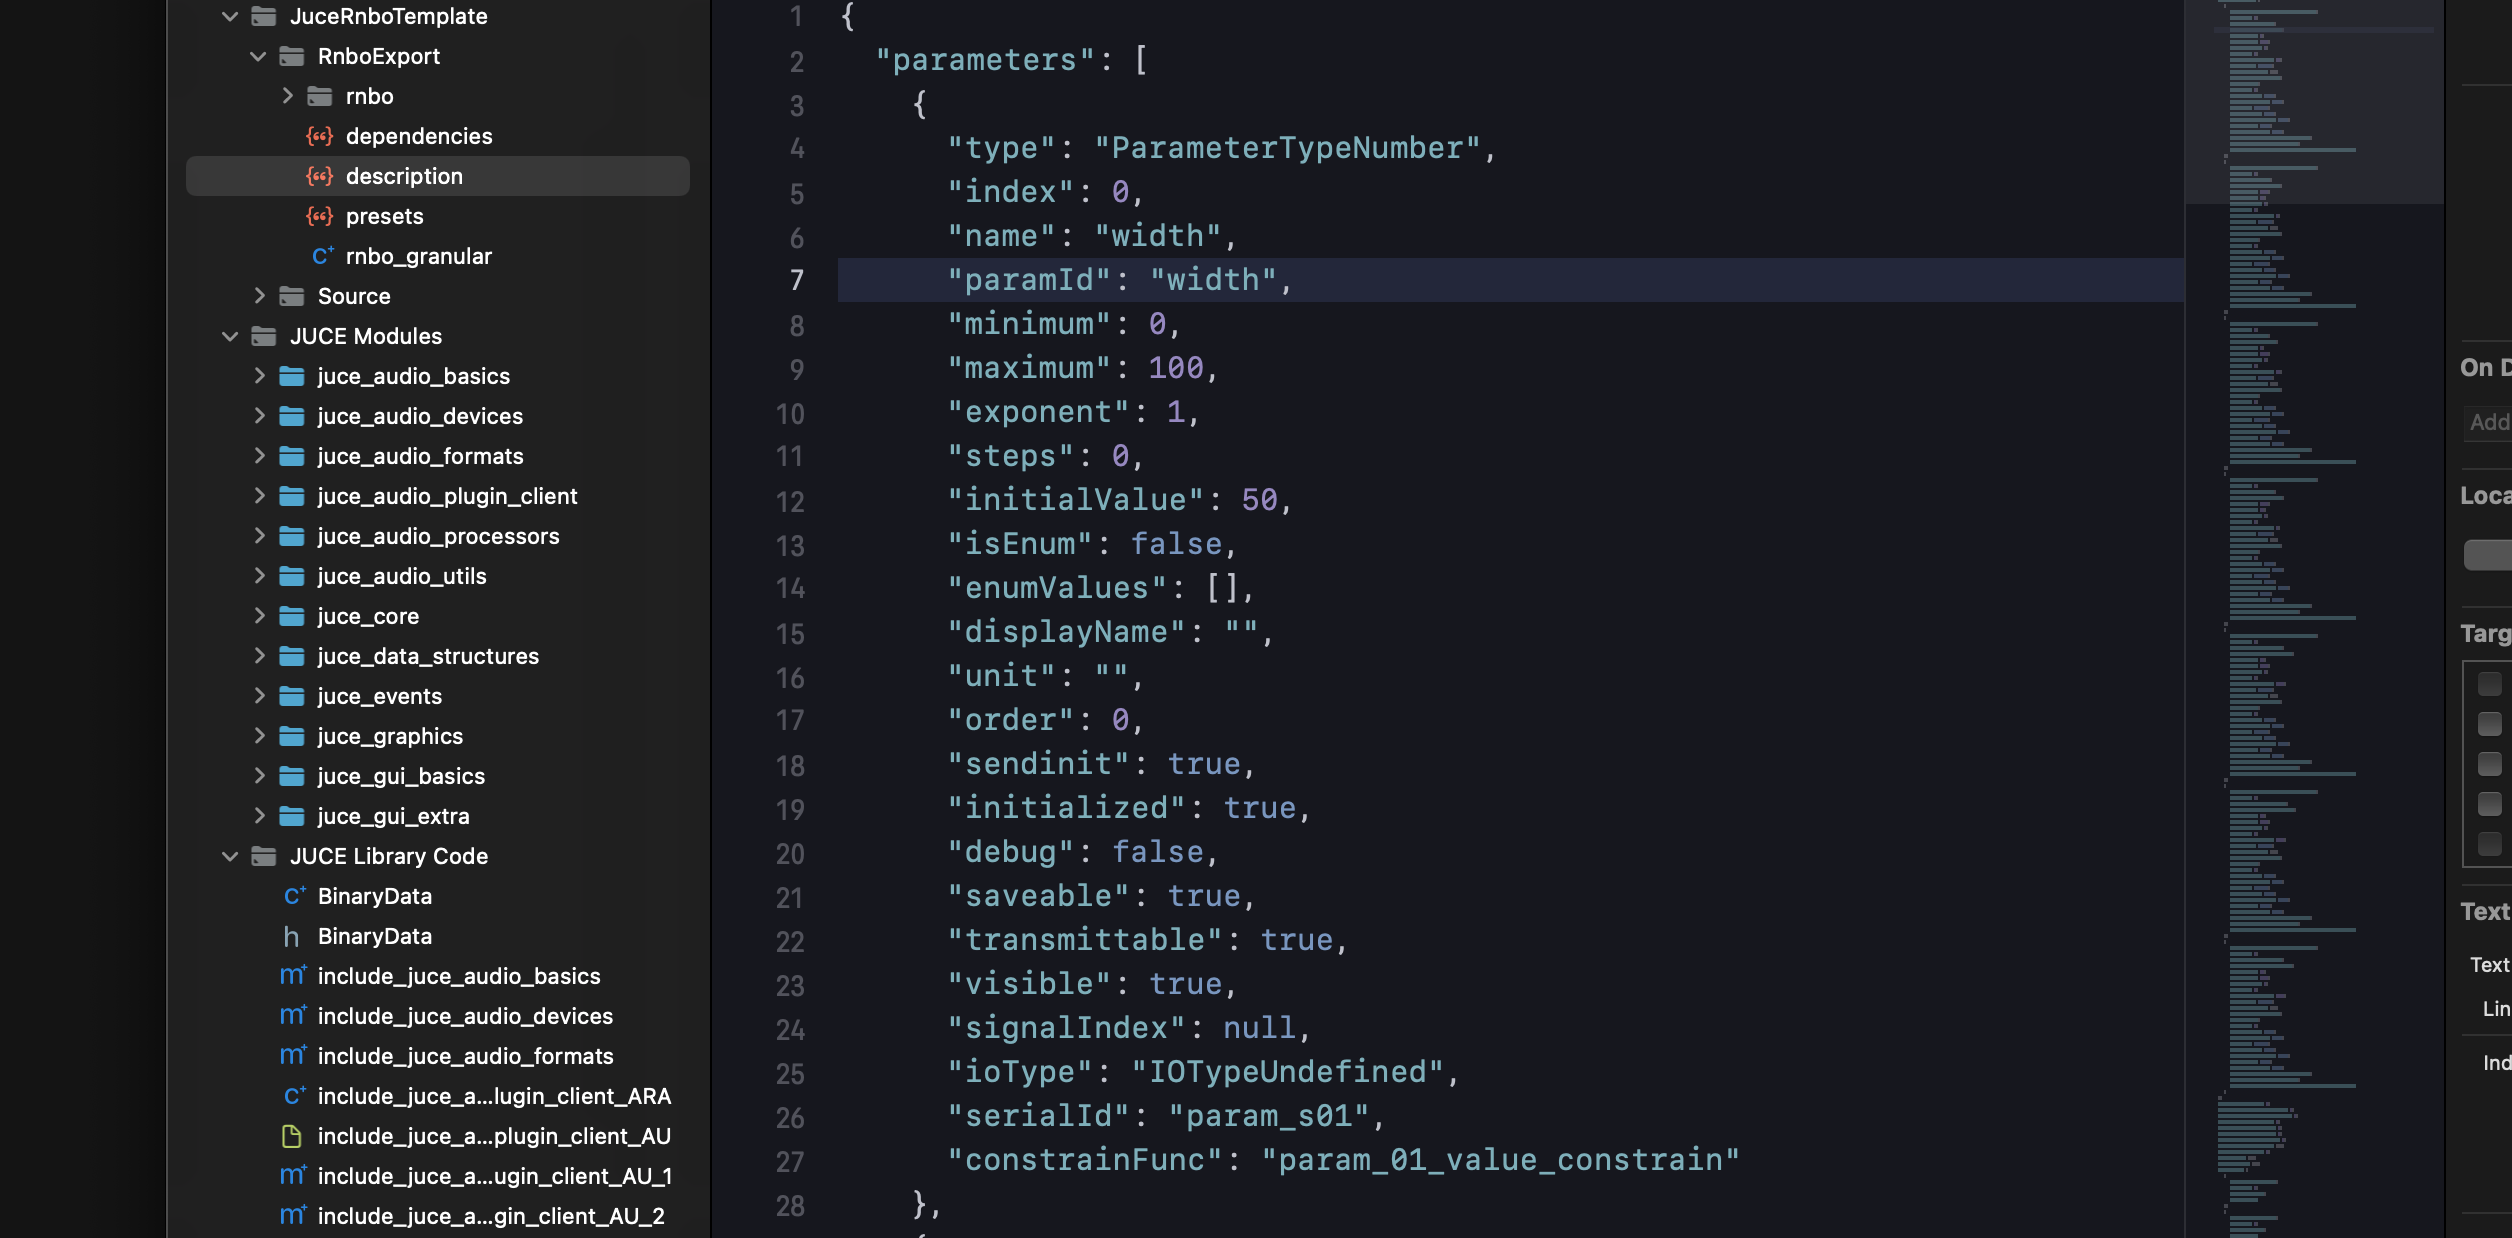 JuceRnboTemplate
RnboExport
rnbo
dependencies
description
presets
rnbo_granular
Source
JUCE Modules
juce_audio_basics
juce_audio_devices
juce_audio_formats
juce_audio_plugin_client
juce_audio_processors
juce_audio_utils
juce_core
juce_data_structures
juce_events
juce_graphics
juce_gui_basics
juce_gui_extra
JUCE Library Code
BinaryData
h BinaryData
include_juce_audio_basics
include_juce_audio_devices
include_juce_audio_formats
include_juce_a...lugin_client_ARA
include_juce_a...plugin_client_AU
include_juce_a...ugin_client_AU_1
include_juce_a...gin_client_AU_2
1 {
2 "parameters": [
3 {
4 "type": "ParameterTypeNumber",
5 "index": 0,
6 "name": "width",
7 "paramId": "width",
8 "minimum": 0,
9 "maximum": 100,
10 "exponent": 1,
11 "steps": 0,
12 "initialValue": 50,
13 "isEnum": false,
14 "enumValues": [],
15 "displayName": "",
16 "unit": "",
17 "order": 0,
18 "sendinit": true,
19 "initialized": true,
20 "debug": false,
21 "saveable": true,
22 "transmittable": true,
23 "visible": true,
24 "signalIndex": null,
25 "ioType": "IOTypeUndefined",
26 "serialId": "param_s01",
27 "constrainFunc": "param_01_value_constrain"
28 },
On D
Add
Loca
Targ
Text
Text
Lin
Ind